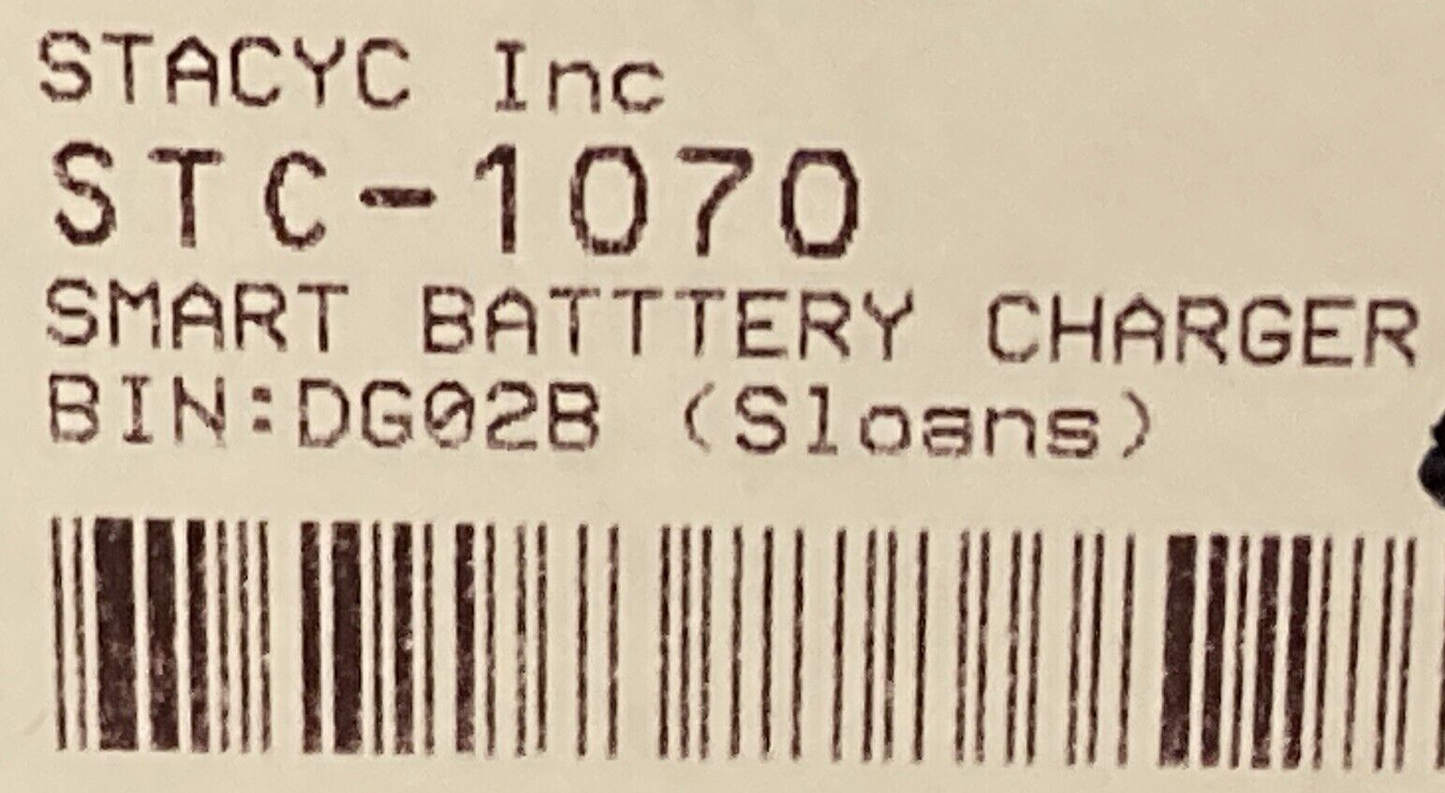 STACYC Inc
STC-1070
SMART BATTTERY CHARGER
BIN:DG02B (Sloans)